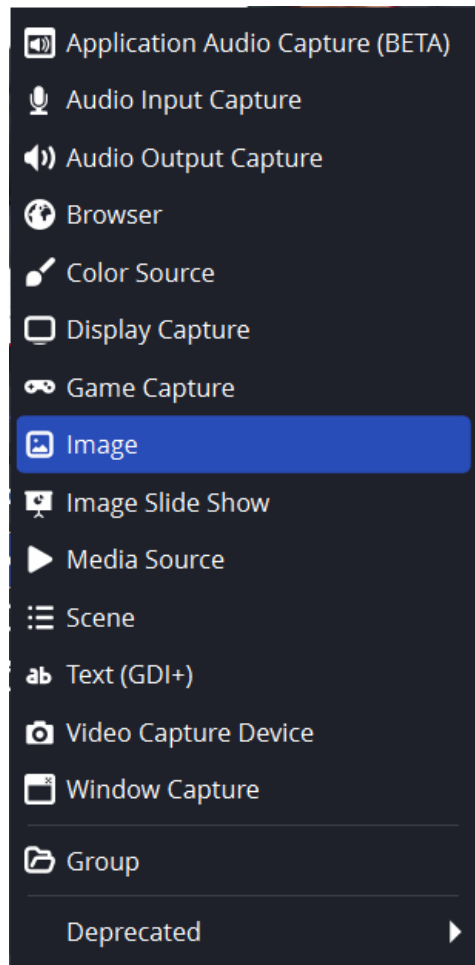 Application Audio Capture (BETA)
Audio Input Capture
Audio Output Capture
Browser
Color Source
Display Capture
Game Capture
Image
Image Slide Show
Media Source
Scene
ab Text (GDI+)
Video Capture Device
Window Capture
Group
Deprecated